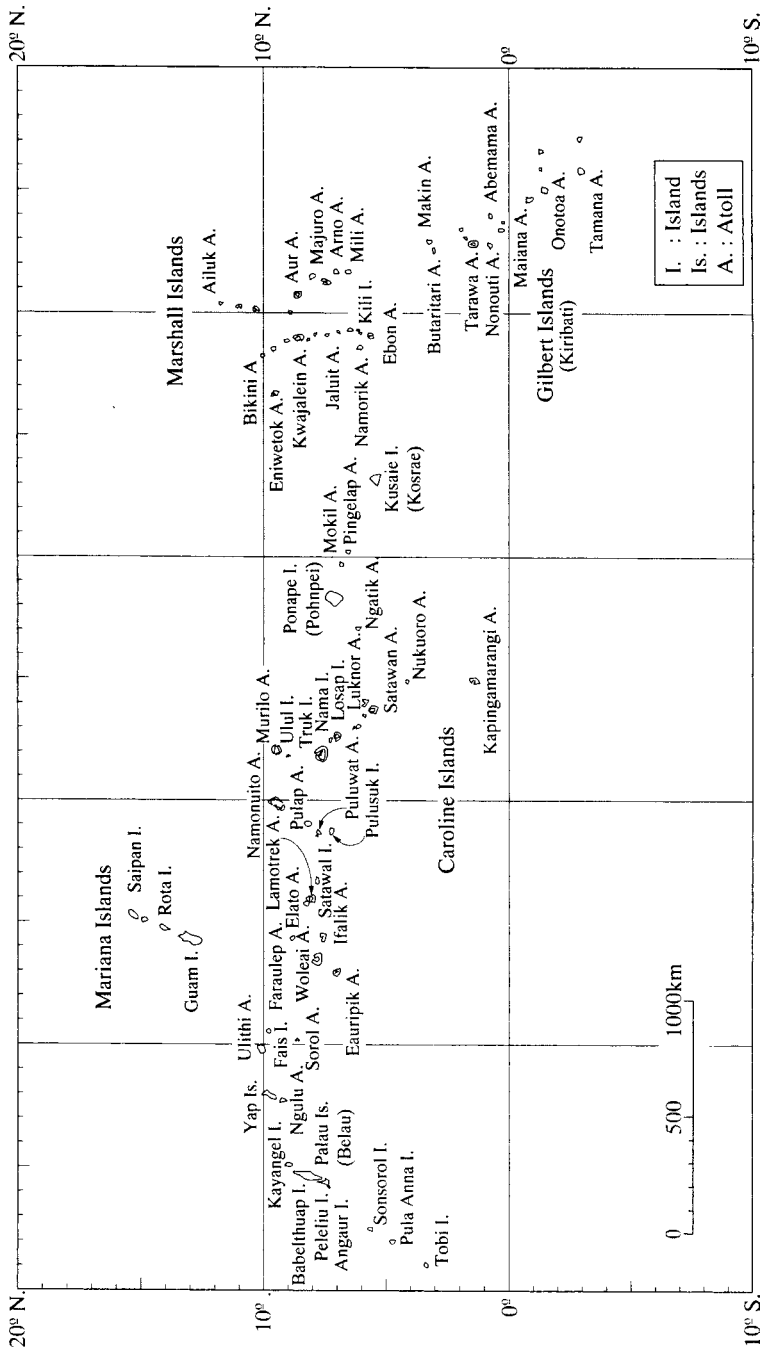 20º N.
10º
0º
10º S.
20º N.
10º
0º
10º S.
Mariana Islands
Saipan I.
Rota I.
Guam I.
Marshall Islands
Ailuk A.
Bikini A
Eniwetok A.
Kwajalein A.
Aur A.
Majuro A.
Arno A.
Mili A.
Jaluit A.
Kili I.
Namorik A.
Ebon A.
Makin A.
Butaritari A.
Tarawa A.
Abemama A.
Nonouti A.
Maiana A.
Onotoa A.
Tamana A.
Gilbert Islands
(Kiribati)
Kusaie I.
(Kosrae)
Mokil A.
Pingelap A.
Ponape I.
(Pohnpei)
Ngatik A.
Nukuoro A.
Kapingamarangi A.
Satawan A.
Luknor A.
Losap I.
Nama I.
Truk I.
Ulul I.
Murilo A.
Namonuito A.
Pulap A.
Puluwat A.
Pulusuk I.
Caroline Islands
Lamotrek A.
Elato A.
Satawal I.
Faraulep A.
Woleai A.
Ifalik A.
Eauripik A.
Ulithi A.
Fais I.
Sorol A.
Yap Is.
Ngulu A.
Kayangel I.
Babelthuap I.
Palau Is.
(Belau)
Peleliu I.
Angaur I.
Sonsorol I.
Pula Anna I.
Tobi I.
0
500
1000km
I. : Island
Is. : Islands
A. : Atoll